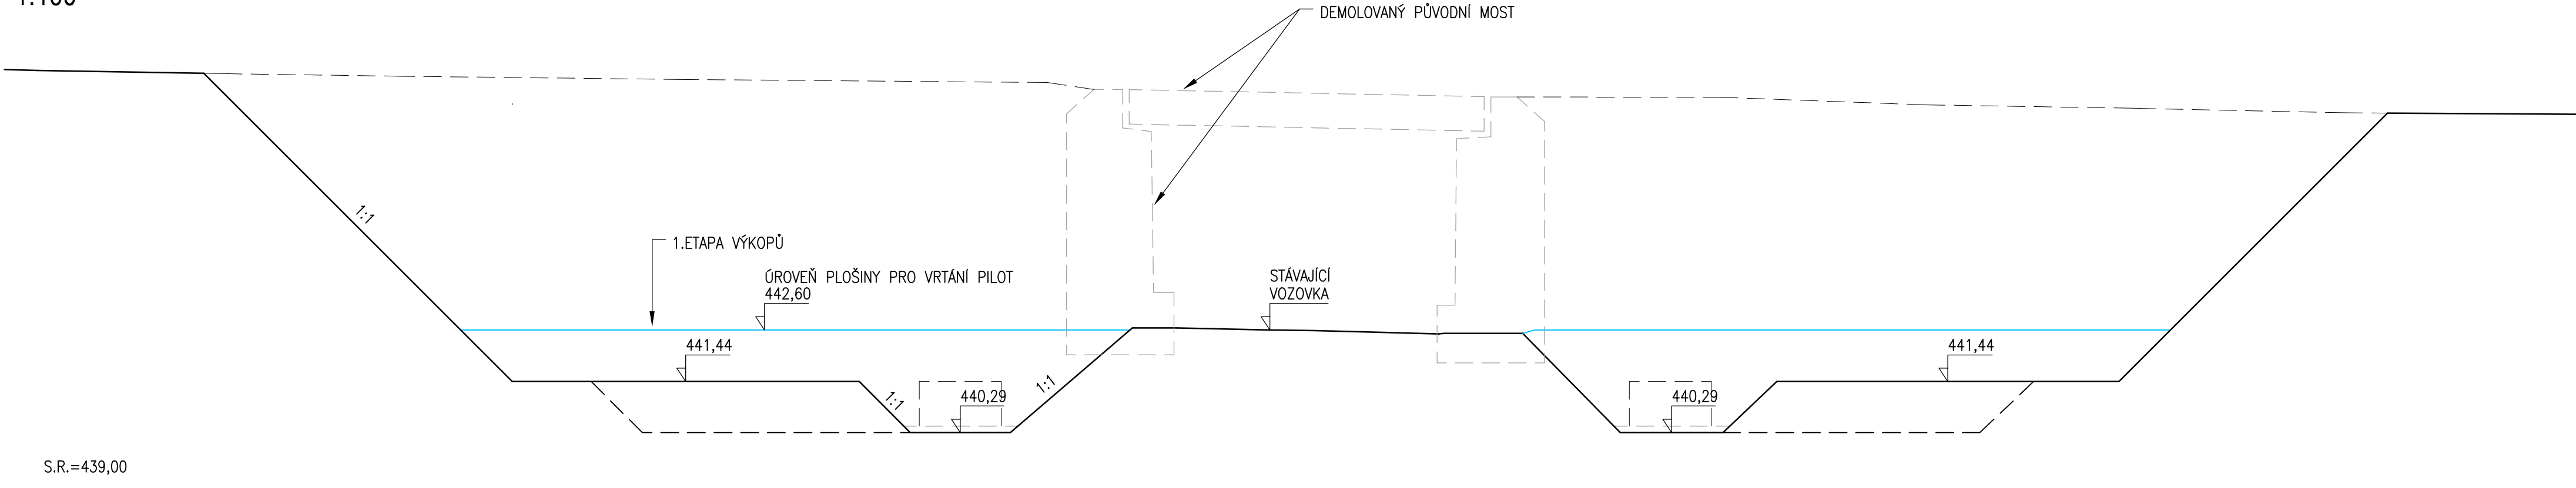 1:100
DEMOLOVANÝ PŮVODNÍ MOST
1:1
1.ETAPA VÝKOPŮ
ÚROVEŇ PLOŠINY PRO VRTÁNÍ PILOT
442,60
STÁVAJÍCÍ
VOZOVKA
441,44
441,44
1:1
1:1
440,29
440,29
S.R.=439,00